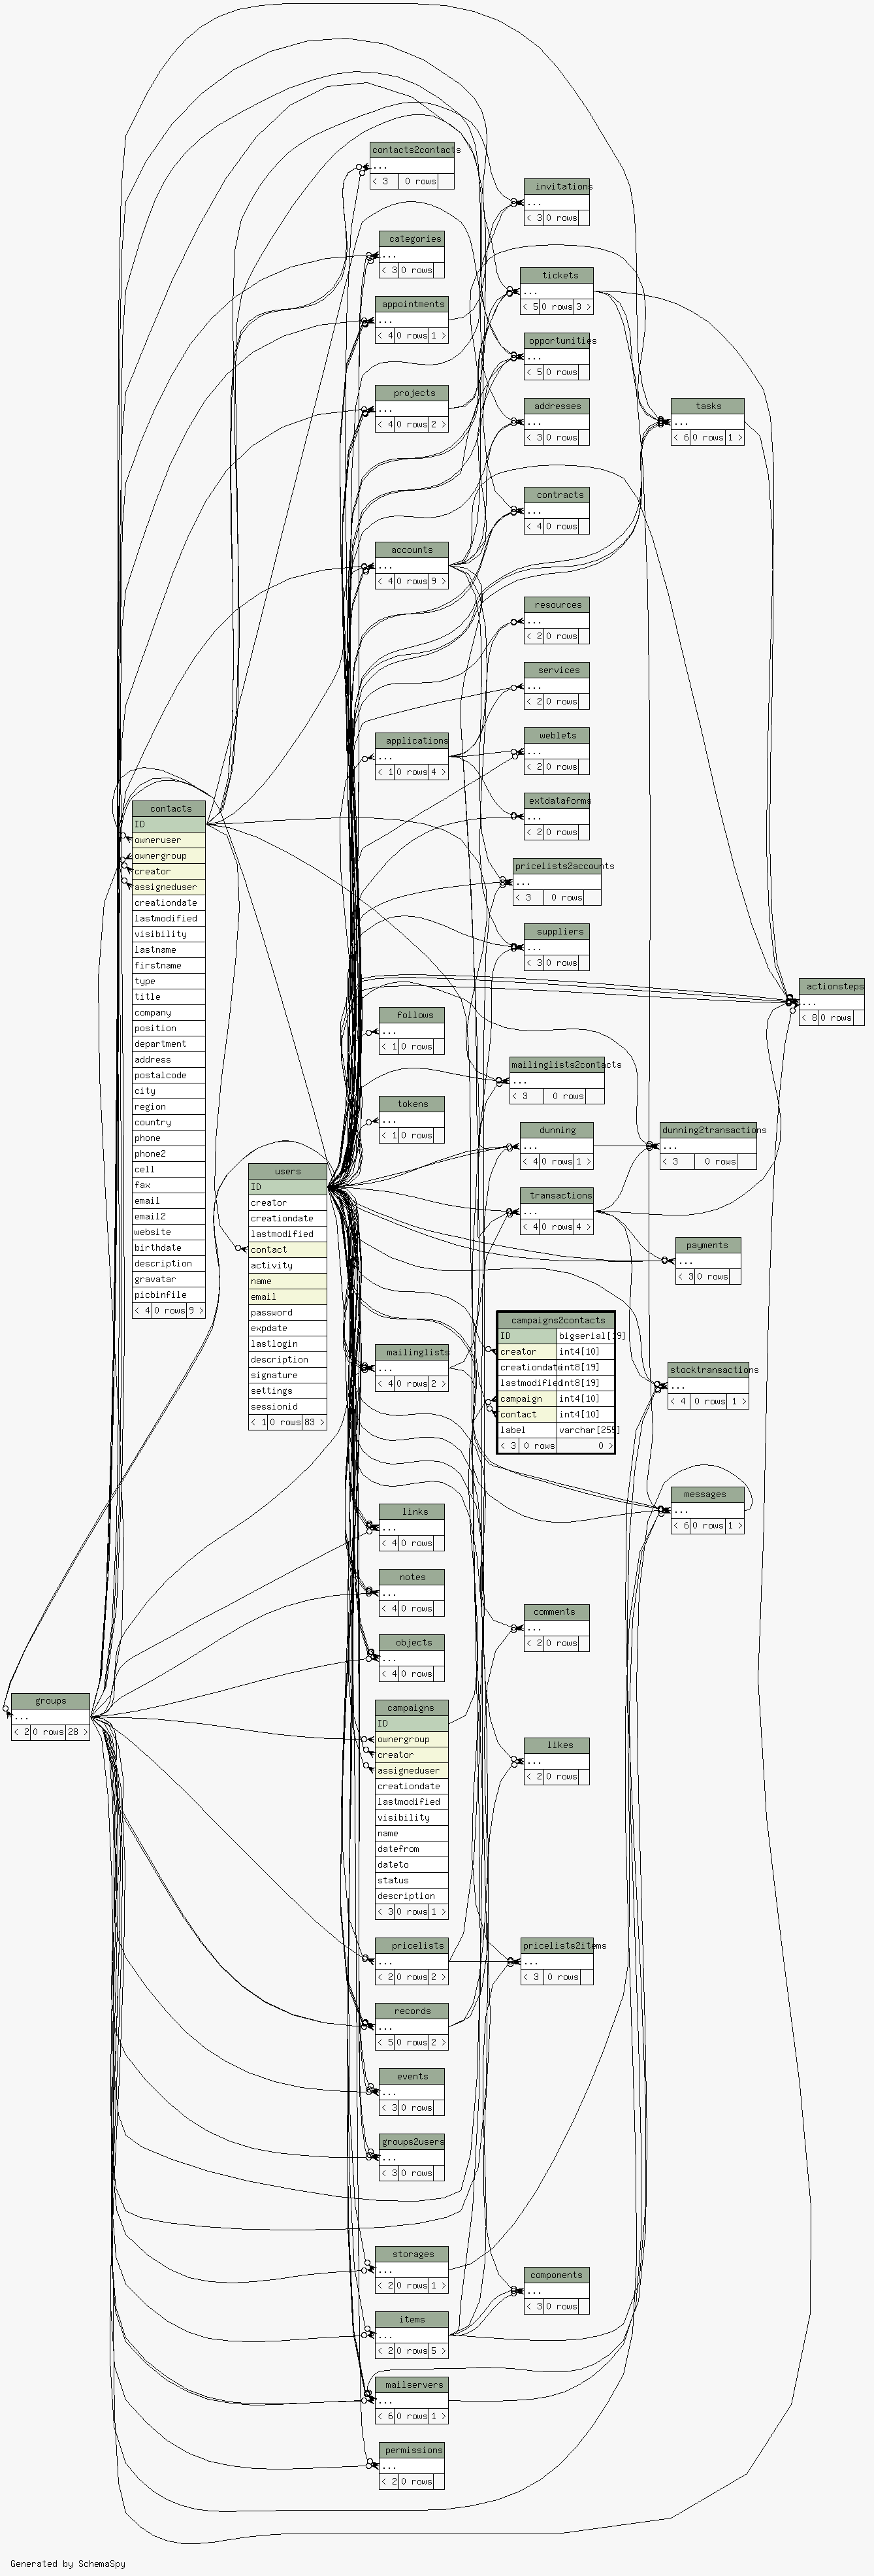 contacts2contacts
...
< 3 0 rows
invitations
...
< 3 0 rows
categories
...
< 3 0 rows
tickets
...
< 5 0 rows 3 >
appointments
...
< 4 0 rows 1 >
opportunities
...
< 5 0 rows
projects
...
< 4 0 rows 2 >
addresses
...
< 3 0 rows
tasks
...
< 6 0 rows 1 >
contracts
...
< 4 0 rows
accounts
...
< 4 0 rows 9 >
resources
...
< 2 0 rows
services
...
< 2 0 rows
applications
...
< 1 0 rows 4 >
weblets
...
< 2 0 rows
extdataforms
...
< 2 0 rows
contacts
ID
owneruser
ownergroup
creator
assigneduser
creationdate
lastmodified
visibility
lastname
firstname
type
title
company
position
department
address
postalcode
city
region
country
phone
phone2
cell
fax
email
email2
website
birthdate
description
gravatar
picbinfile
< 4 0 rows 9 >
pricelists2accounts
...
< 3 0 rows
suppliers
...
< 3 0 rows
actionsteps
...
< 8 0 rows
follows
...
< 1 0 rows
mailinglists2contacts
...
< 3 0 rows
tokens
...
< 1 0 rows
dunning
...
< 4 0 rows 1 >
dunning2transactions
...
< 3 0 rows
users
ID
creator
creationdate
lastmodified
contact
activity
name
email
password
expdate
lastlogin
description
signature
settings
sessionid
< 1 0 rows 83 >
transactions
...
< 4 0 rows 4 >
payments
...
< 3 0 rows
campaigns2contacts
ID bigserial[19]
creator int4[10]
creationdate int8[19]
lastmodified int8[19]
campaign int4[10]
contact int4[10]
label varchar[255]
< 3 0 rows 0 >
mailinglists
...
< 4 0 rows 2 >
stocktransactions
...
< 4 0 rows 1 >
messages
...
< 6 0 rows 1 >
links
...
< 4 0 rows
notes
...
< 4 0 rows
comments
...
< 2 0 rows
objects
...
< 4 0 rows
groups
...
< 2 0 rows 28 >
campaigns
ID
ownergroup
creator
assigneduser
creationdate
lastmodified
visibility
name
datefrom
dateto
status
description
< 3 0 rows 1 >
likes
...
< 2 0 rows
pricelists
...
< 2 0 rows 2 >
pricelists2items
...
< 3 0 rows
records
...
< 5 0 rows 2 >
events
...
< 3 0 rows
groups2users
...
< 3 0 rows
storages
...
< 2 0 rows 1 >
components
...
< 3 0 rows
items
...
< 2 0 rows 5 >
mailservers
...
< 6 0 rows 1 >
permissions
...
< 2 0 rows
Generated by SchemaSpy